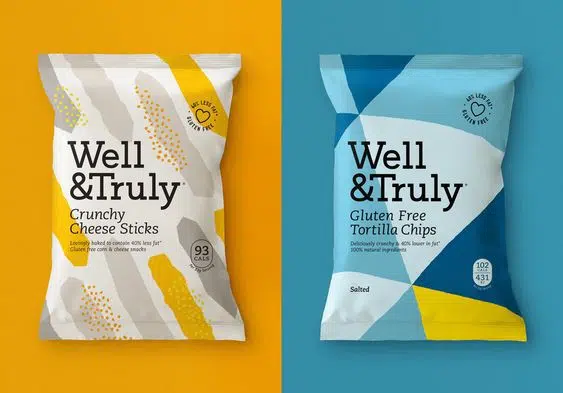 40% LESS FAT*
GLUTEN FREE
Well
&Truly®
Crunchy
Cheese Sticks
Lovingly baked to contain 40% less fat*
Gluten free corn & cheese snacks
93
CALS
40% LESS FAT*
GLUTEN FREE
Well
&Truly®
Gluten Free
Tortilla Chips
Deliciously crunchy & 40% lower in fat*
100% natural ingredients
102
CALS
431
Salted